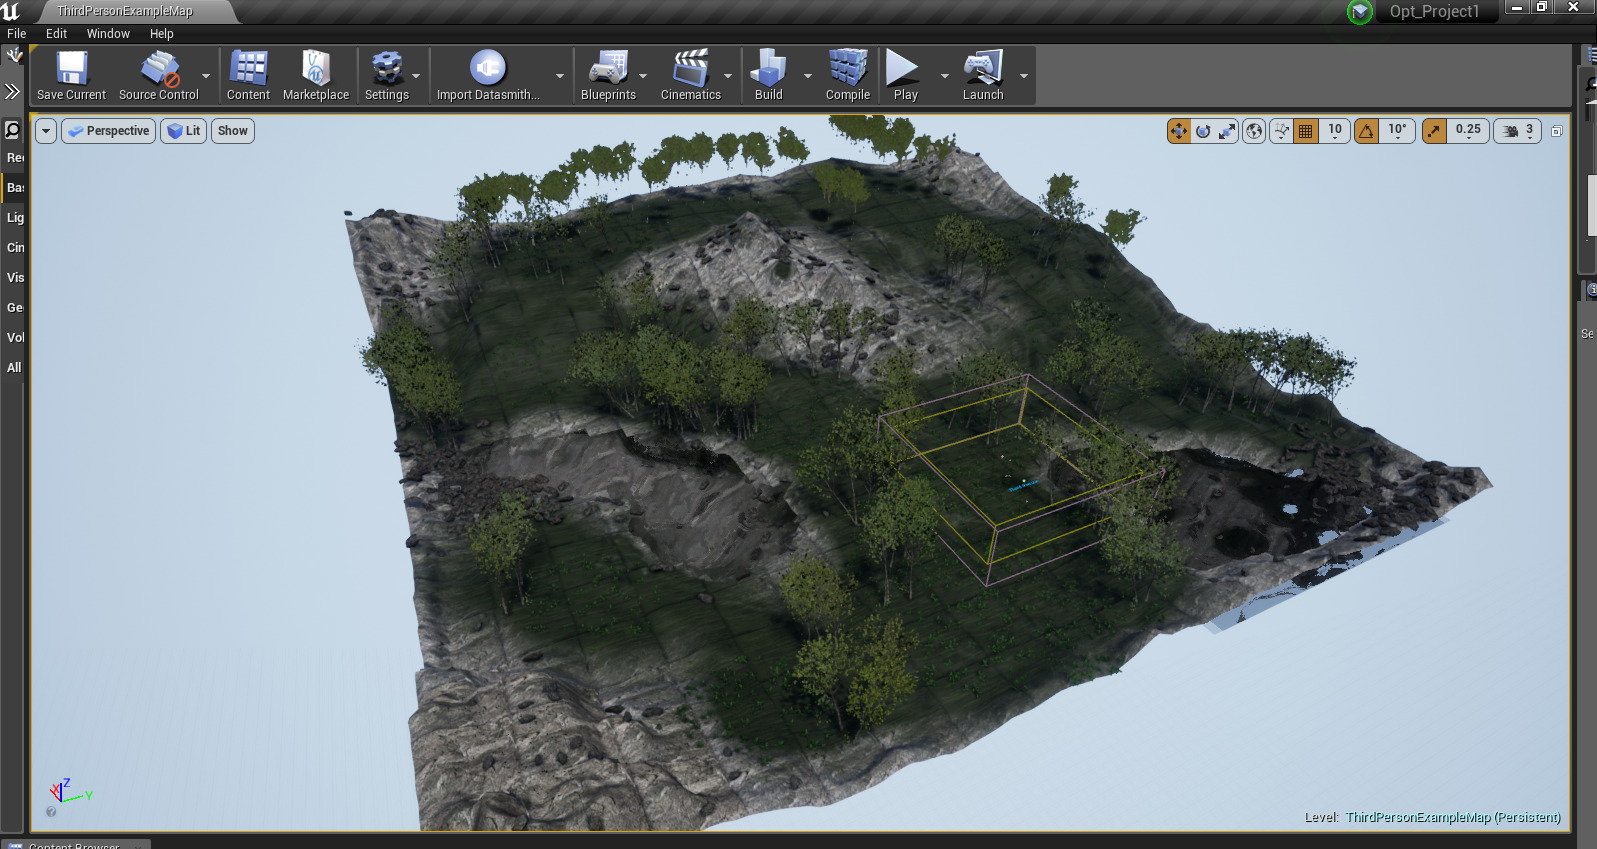 ThirdPersonExampleMap
Opt_Project1
File Edit Window Help
Save Current Source Control Content Marketplace Settings Import Datasmith... Blueprints Cinematics Build Compile Play Launch
Perspective Lit Show
10 10° 0.25 3
Rec
Bas
Lig
Cin
Vis
Geo
Vol
All
Se
Z
X
Y
Level: ThirdPersonExampleMap (Persistent)
Content Browser